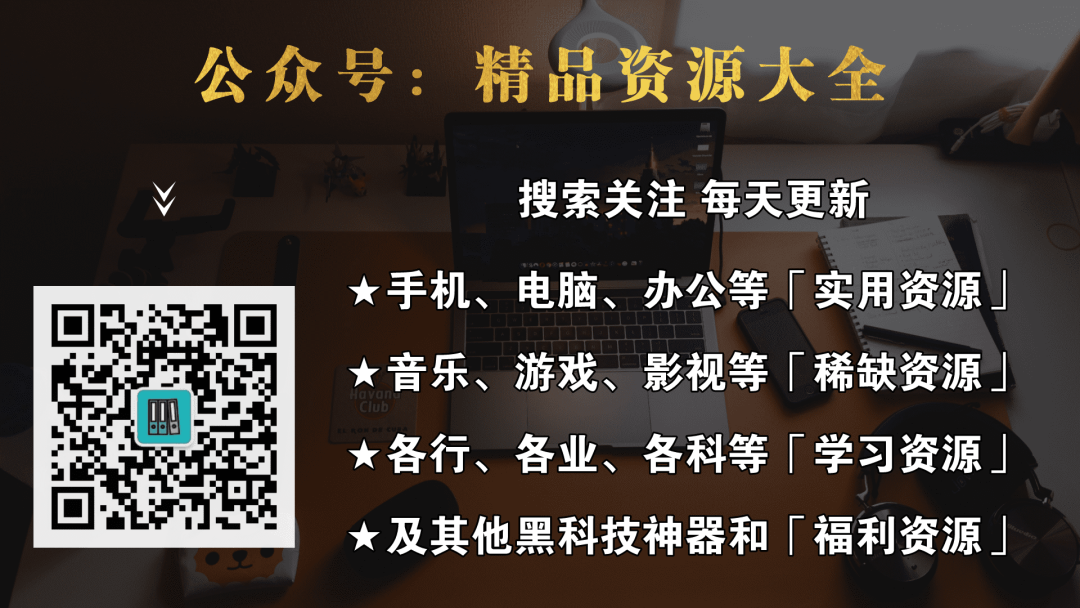 公众号：精品资源大全
搜索关注 每天更新
★手机、电脑、办公等「实用资源」
★音乐、游戏、影视等「稀缺资源」
Havana
Club
★各行、各业、各科等「学习资源」
★及其他黑科技神器和「福利资源」